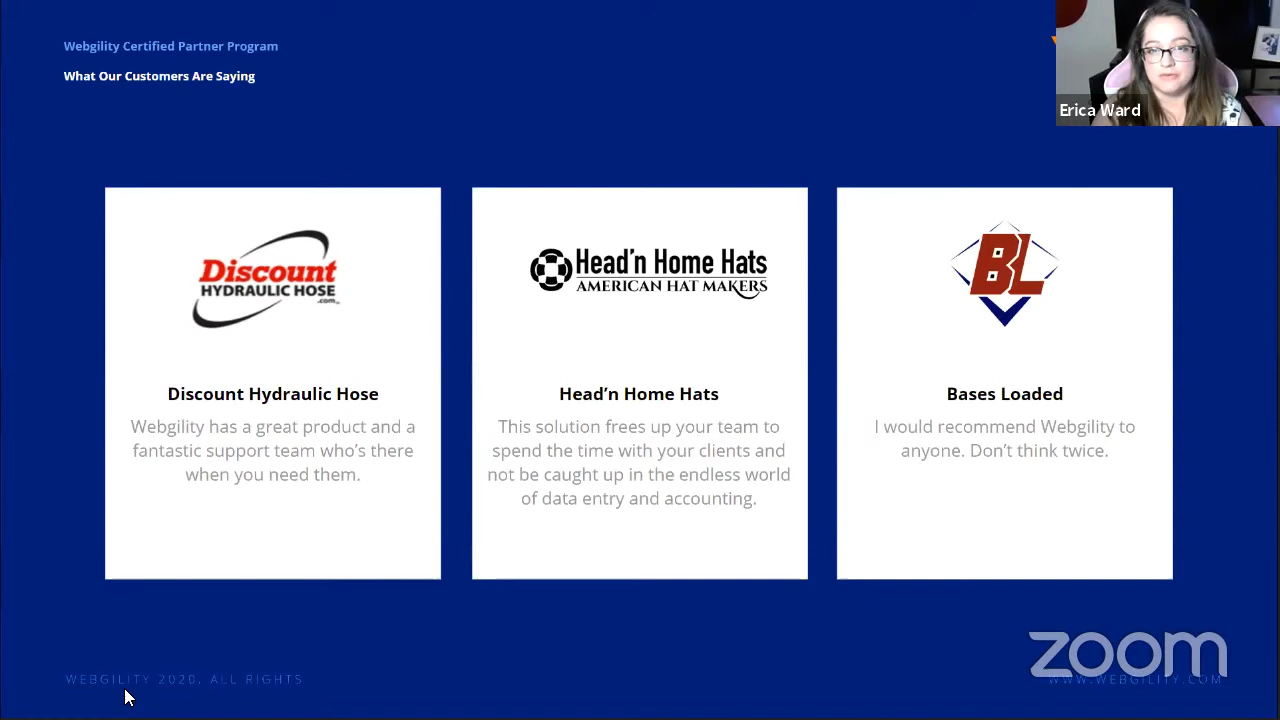 Webgility Certified Partner Program
What Our Customers Are Saying
Erica Ward
Discount
HYDRAULIC HOSE
.com
Head'n Home Hats
AMERICAN HAT MAKERS
BL
Discount Hydraulic Hose
Webgility has a great product and a
fantastic support team who's there
when you need them.
Head'n Home Hats
This solution frees up your team to
spend the time with your clients and
not be caught up in the endless world
of data entry and accounting.
Bases Loaded
I would recommend Webgility to
anyone. Don't think twice.
WEBGILITY 2020. ALL RIGHTS
zoom
WWW.WEBGILITY.COM